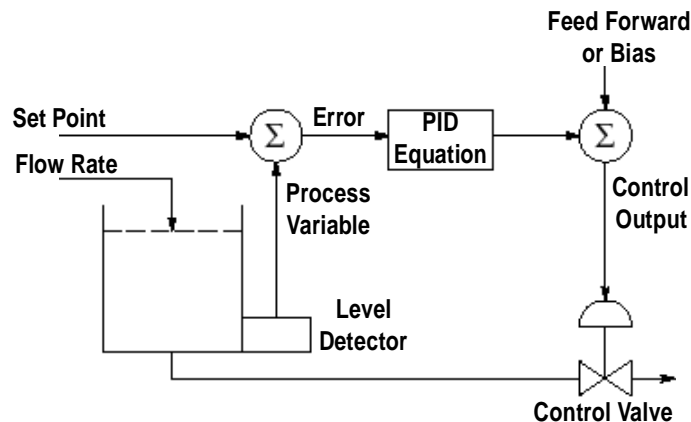 Feed Forward
or Bias
Set Point
Σ
Error
PID
Equation
Σ
Flow Rate
Process
Variable
Control
Output
Level
Detector
Control Valve